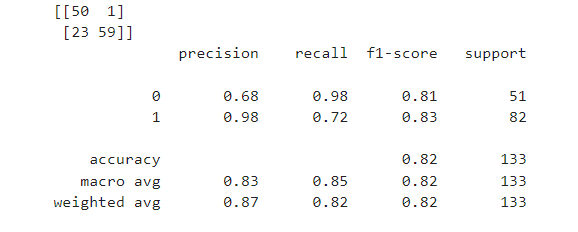 [[50  1]
 [23 59]]
precision recall f1-score support
0 0.68 0.98 0.81 51
1 0.98 0.72 0.83 82
accuracy 0.82 133
macro avg 0.83 0.85 0.82 133
weighted avg 0.87 0.82 0.82 133